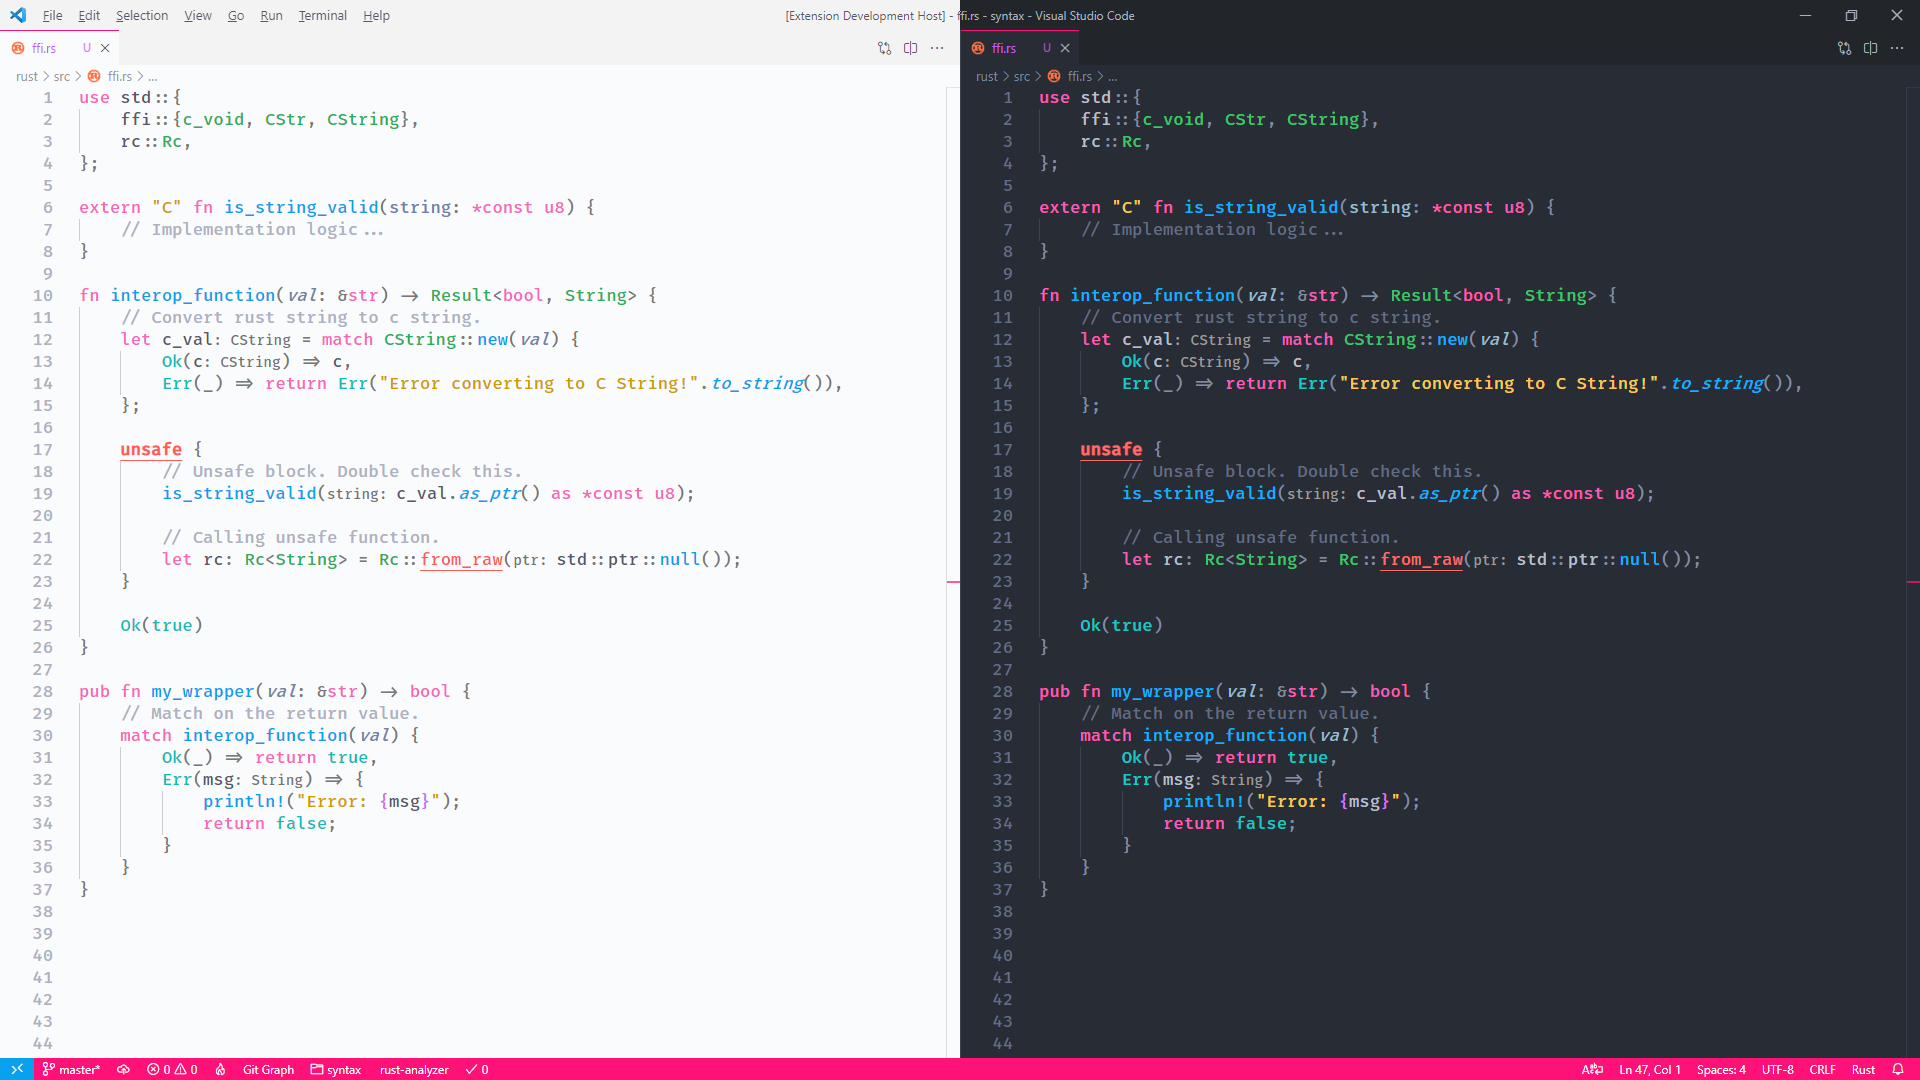 File Edit Selection View Go Run Terminal Help [Extension Development Host] - ffi.rs - syntax - Visual Studio Code
ffi.rs U
rust > src > ffi.rs > ...
1 use std::{
2 ffi::{c_void, CStr, CString},
3 rc::Rc,
4 };
5
6 extern "C" fn is_string_valid(string: *const u8) {
7 // Implementation logic...
8 }
9
10 fn interop_function(val: &str) -> Result<bool, String> {
11 // Convert rust string to c string.
12 let c_val: CString = match CString::new(val) {
13 Ok(c: CString) => c,
14 Err(_) => return Err("Error converting to C String!".to_string()),
15 };
16
17 unsafe {
18 // Unsafe block. Double check this.
19 is_string_valid(string: c_val.as_ptr() as *const u8);
20
21 // Calling unsafe function.
22 let rc: Rc<String> = Rc::from_raw(ptr: std::ptr::null());
23 }
24
25 Ok(true)
26 }
27
28 pub fn my_wrapper(val: &str) -> bool {
29 // Match on the return value.
30 match interop_function(val) {
31 Ok(_) => return true,
32 Err(msg: String) => {
33 println!("Error: {msg}");
34 return false;
35 }
36 }
37 }
38
39
40
41
42
43
44
ffi.rs U
rust > src > ffi.rs > ...
1 use std::{
2 ffi::{c_void, CStr, CString},
3 rc::Rc,
4 };
5
6 extern "C" fn is_string_valid(string: *const u8) {
7 // Implementation logic...
8 }
9
10 fn interop_function(val: &str) -> Result<bool, String> {
11 // Convert rust string to c string.
12 let c_val: CString = match CString::new(val) {
13 Ok(c: CString) => c,
14 Err(_) => return Err("Error converting to C String!".to_string()),
15 };
16
17 unsafe {
18 // Unsafe block. Double check this.
19 is_string_valid(string: c_val.as_ptr() as *const u8);
20
21 // Calling unsafe function.
22 let rc: Rc<String> = Rc::from_raw(ptr: std::ptr::null());
23 }
24
25 Ok(true)
26 }
27
28 pub fn my_wrapper(val: &str) -> bool {
29 // Match on the return value.
30 match interop_function(val) {
31 Ok(_) => return true,
32 Err(msg: String) => {
33 println!("Error: {msg}");
34 return false;
35 }
36 }
37 }
38
39
40
41
42
43
44
master* 0 0 Git Graph syntax rust-analyzer 0 Ln 47, Col 1 Spaces: 4 UTF-8 CRLF Rust